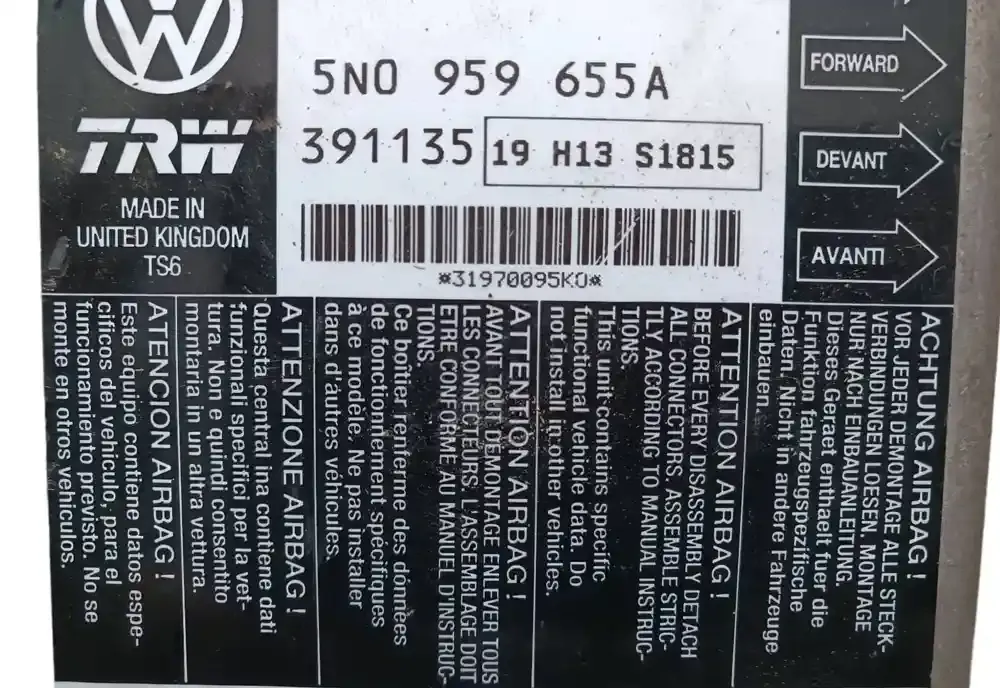 5N0 959 655A
391135 19 H13 S1815
*31970095K0*
TRW
MADE IN
UNITED KINGDOM
TS6
FORWARD
DEVANT
AVANTI
ACHTUNG AIRBAG !
VOR JEDER DEMONTAGE ALLE STECK-
VERBINDUNGEN LOESEN. MONTAGE
NUR NACH EINBAUANLEITUNG.
Dieses Geraet enthaelt fuer die
Funktion fahrzeugspezifische
Daten. Nicht in andere Fahrzeuge
einbauen.
ATTENTION AIRBAG !
BEFORE EVERY DISASSEMBLY DETACH
ALL CONNECTORS. ASSEMBLE STRIC-
TLY ACCORDING TO MANUAL INSTRUC-
TIONS.
This unit contains specific
functional vehicle data. Do
not install in other vehicles.
ATTENTION AIRBAG !
AVANT TOUT DEMONTAGE ENLEVER TOUS
LES CONNECTEURS. L'ASSEMBLAGE DOIT
ETRE CONFORME AU MANUEL D'INSTRUC-
TIONS.
Ce boîtier renferme des données
de fonctionnement spécifiques
à ce modèle. Ne pas installer
dans d'autres véhicules.
ATTENZIONE AIRBAG !
Questa centralina contiene dati
funzionali specifici per la vet-
tura. Non e quindi consentito
montarla in un altra vettura.
ATENCION AIRBAG !
Este equipo contiene datos espe-
cíficos del vehiculo, para el
funcionamiento previsto. No se
monte en otros vehiculos.